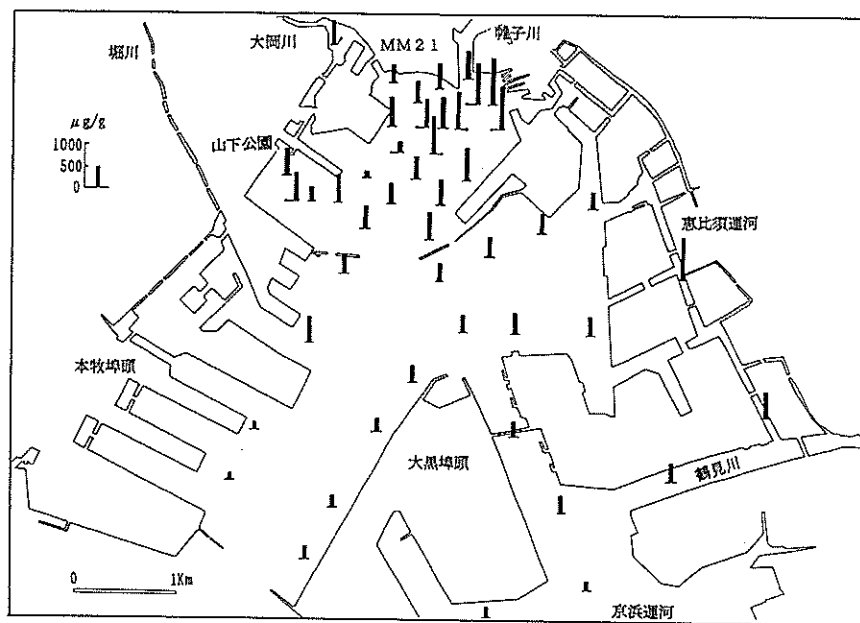 堀川
大岡川
MM21
帷子川
μg/g
1000
500
0
山下公園
恵比須運河
本牧埠頭
大黒埠頭
鶴見川
0 1Km
京浜運河